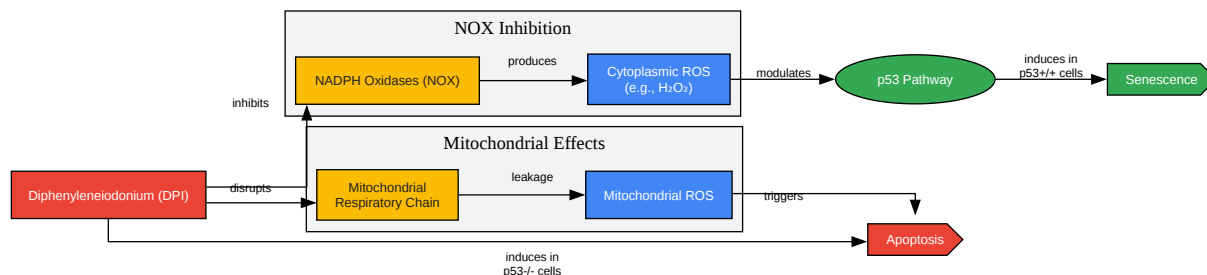 NOX Inhibition
NADPH Oxidases (NOX)
produces
Cytoplasmic ROS
(e.g., H₂O₂)
modulates
p53 Pathway
induces in
p53+/+ cells
Senescence
inhibits
Mitochondrial Effects
Diphenyleneiodonium (DPI)
disrupts
Mitochondrial
Respiratory Chain
leakage
Mitochondrial ROS
triggers
Apoptosis
induces in
p53-/- cells